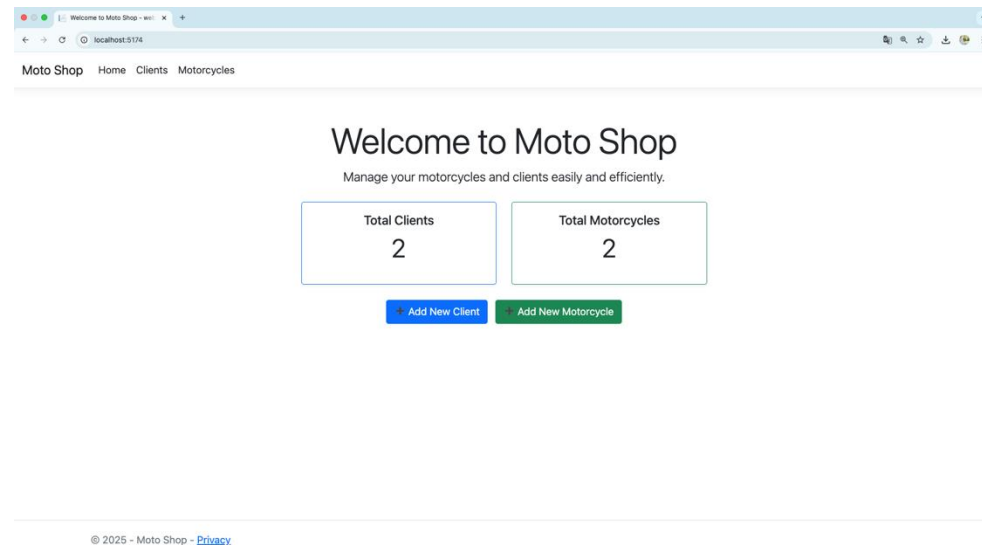 Welcome to Moto Shop - we
localhost:5174
Moto Shop Home Clients Motorcycles
Welcome to Moto Shop
Manage your motorcycles and clients easily and efficiently.
Total Clients
2
Total Motorcycles
2
+ Add New Client
+ Add New Motorcycle
© 2025 - Moto Shop - Privacy